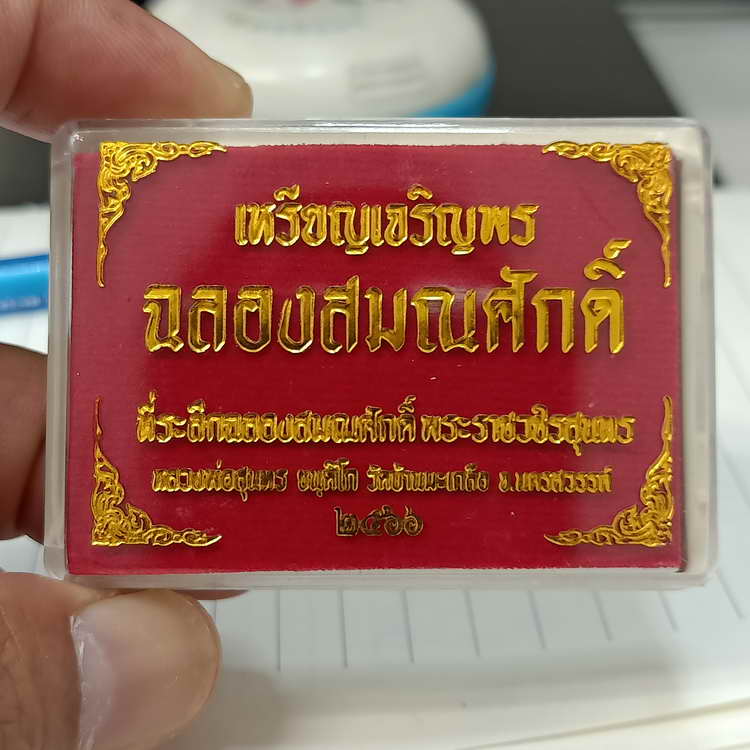 เหรียญเจริญพร
ฉลองสมณศักดิ์
ที่ระลึกฉลองสมณศักดิ์ พระราชวชิรสุนทร
หลวงพ่อสุนทร ขนฺติโก วัดบ้านมะเกลือ จ.นครสวรรค์
๒๕๖๖